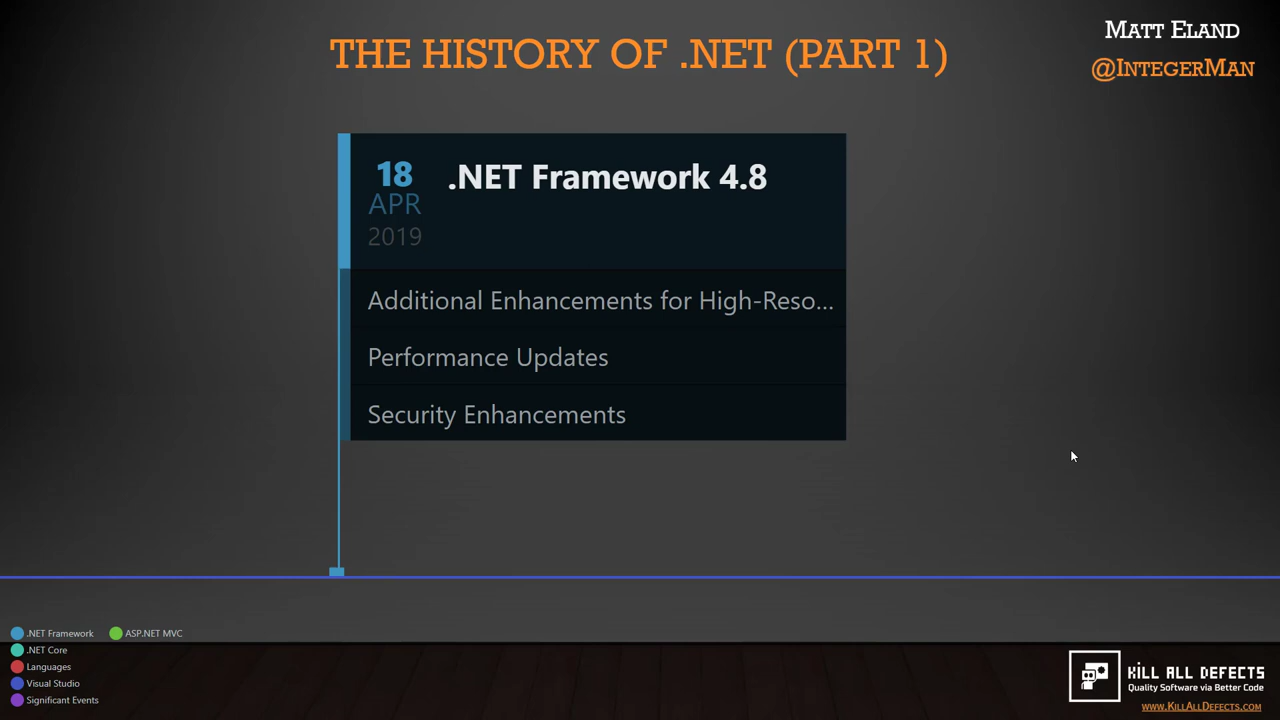 THE HISTORY OF .NET (PART 1)
MATT ELAND
@INTEGERMAN
18
APR
2019
.NET Framework 4.8
Additional Enhancements for High-Reso...
Performance Updates
Security Enhancements
.NET Framework
ASP.NET MVC
.NET Core
Languages
Visual Studio
Significant Events
KILL ALL DEFECTS
Quality Software via Better Code
WWW.KILLALLDEFECTS.COM